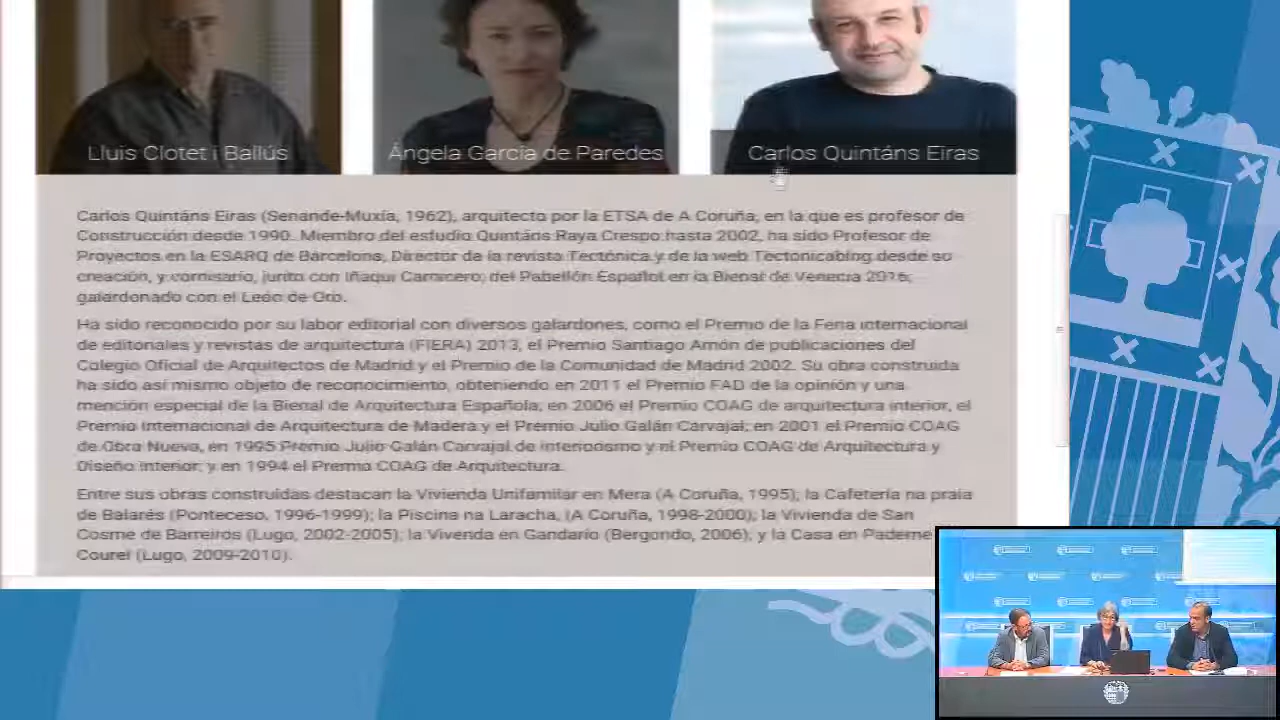 Lluís Clotet i Ballús
Ángela García de Paredes
Carlos Quintáns Eiras
Carlos Quintáns Eiras (Senande-Muxía, 1962), arquitecto por la ETSA de A Coruña, en la que es profesor de
Construcción desde 1990. Miembro del estudio Quintáns Raya Crespo hasta 2002, ha sido Profesor de
Proyectos en la ESARQ de Barcelona, Director de la revista Tectónica y de la web Tectonicablog desde su
creación, y comisario, junto con Iñaqui Carnicero, del Pabellón Español en la Bienal de Venecia 2016,
galardonado con el León de Oro.
Ha sido reconocido por su labor editorial con diversos galardones, como el Premio de la Feria internacional
de editoriales y revistas de arquitectura (FIERA) 2013, el Premio Santiago Amón de publicaciones del
Colegio Oficial de Arquitectos de Madrid y el Premio de la Comunidad de Madrid 2002. Su obra construida
ha sido así mismo objeto de reconocimiento, obteniendo en 2011 el Premio FAD de la opinión y una
mención especial de la Bienal de Arquitectura Española; en 2006 el Premio COAG de arquitectura interior, el
Premio Internacional de Arquitectura de Madera y el Premio Julio Galán Carvajal; en 2001 el Premio COAG
de Obra Nueva, en 1995 Premio Julio Galán Carvajal de interiorismo y el Premio COAG de Arquitectura y
Diseño interior; y en 1994 el Premio COAG de Arquitectura.
Entre sus obras construidas destacan la Vivienda Unifamilar en Mera (A Coruña, 1995); la Cafetería na praia
de Balarés (Ponteceso, 1996-1999); la Piscina na Laracha, (A Coruña, 1998-2000); la Vivienda de San
Cosme de Barreiros (Lugo, 2002-2005); la Vivenda en Gandarío (Bergondo, 2006); y la Casa en Paderne
Courel (Lugo, 2009-2010).